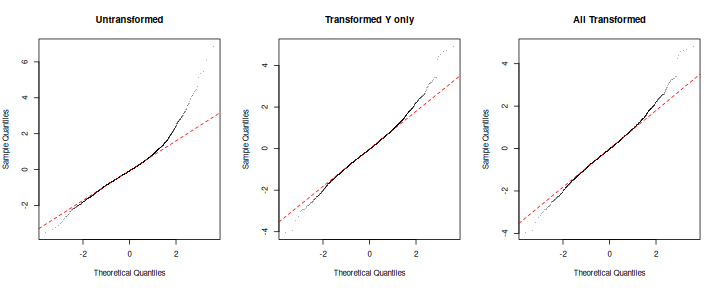 Untransformed
Sample Quantiles
6
4
2
0
-2
-2 0 2
Theoretical Quantiles
Transformed Y only
Sample Quantiles
4
2
0
-2
-4
-2 0 2
Theoretical Quantiles
All Transformed
Sample Quantiles
4
2
0
-2
-4
-2 0 2
Theoretical Quantiles